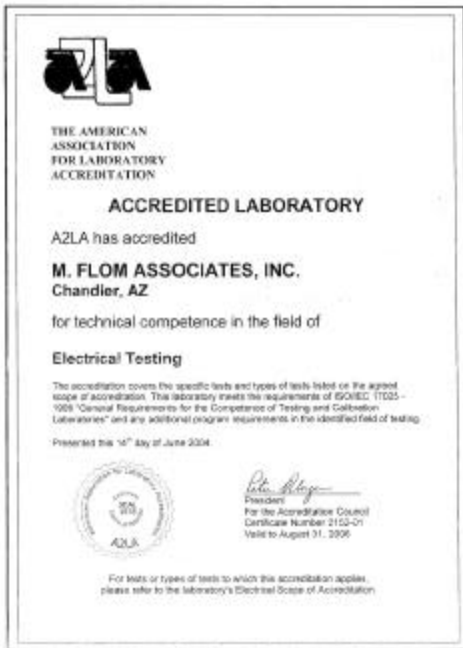 A2LA
THE AMERICAN
ASSOCIATION
FOR LABORATORY
ACCREDITATION
ACCREDITED LABORATORY
A2LA has accredited
M. FLOM ASSOCIATES, INC.
Chandler, AZ
for technical competence in the field of
Electrical Testing
The accreditation covers the specific tests and types of tests listed on the agreed
scope of accreditation. This laboratory meets the requirements of ISO/IEC 17025 -
1999 "General Requirements for the Competence of Testing and Calibration
Laboratories" and any additional program requirements in the identified field of testing.
Presented this 14th day of June 2004.
SEAL
A2LA
President
For the Accreditation Council
Certificate Number 2152-01
Valid to August 31, 2006
For tests or types of tests to which this accreditation applies,
please refer to the laboratory's Electrical Scope of Accreditation